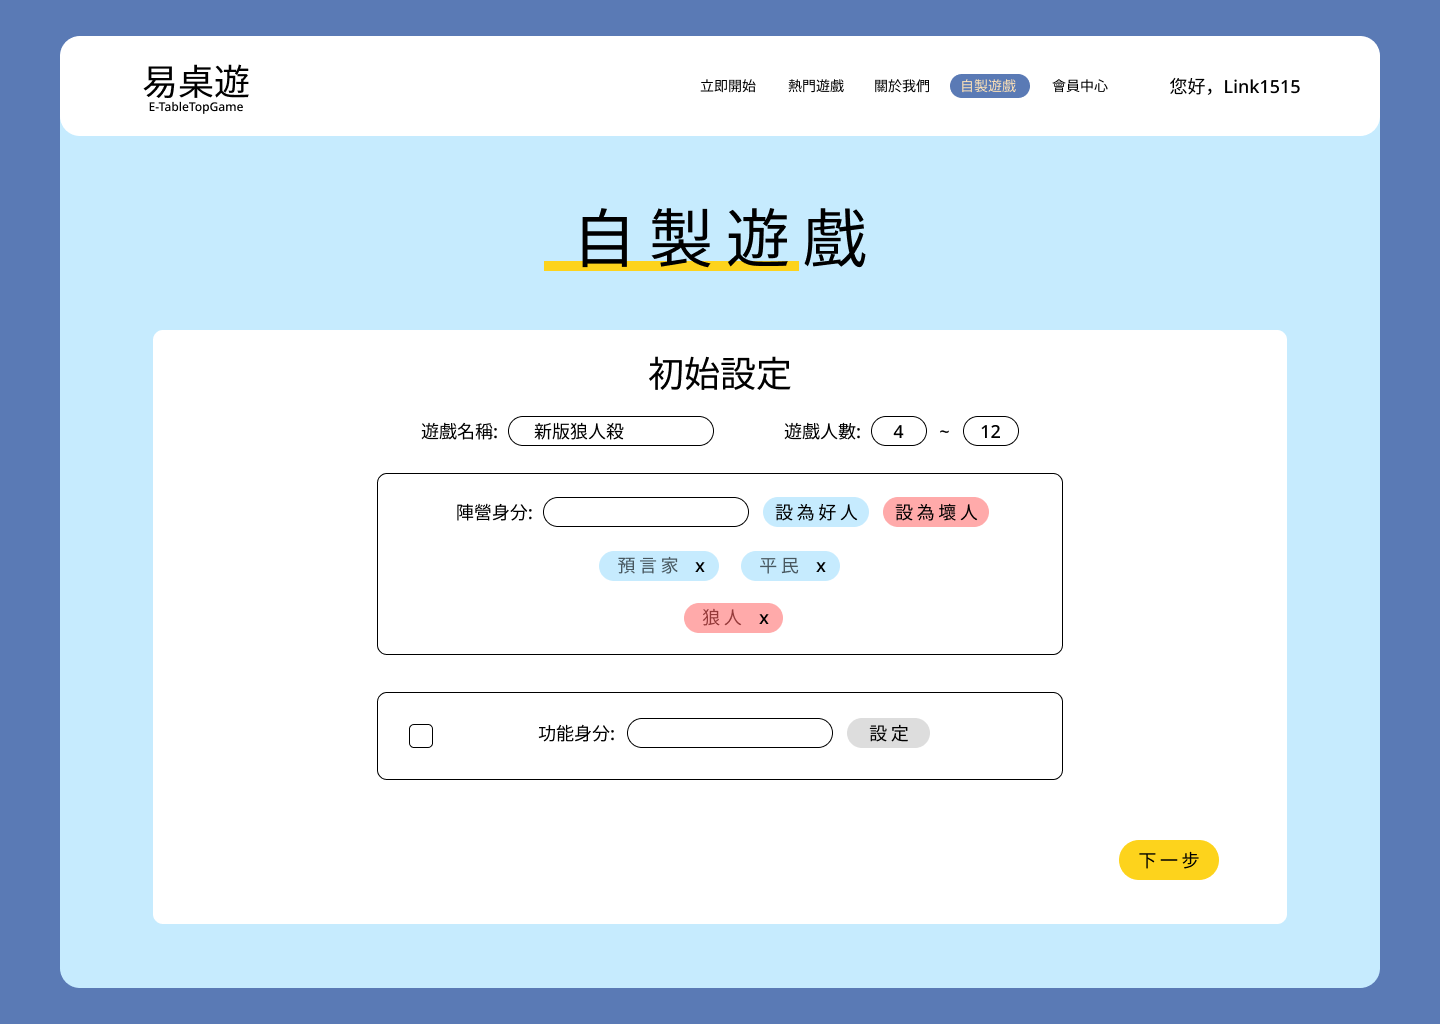 易桌遊
E-TableTopGame
立即開始 熱門遊戲 關於我們 自製遊戲 會員中心 您好，Link1515
自製遊戲
初始設定
遊戲名稱: 新版狼人殺 遊戲人數: 4 ~ 12
陣營身分: 設為好人 設為壞人
預言家 x 平民 x
狼人 x
功能身分: 設定
下一步